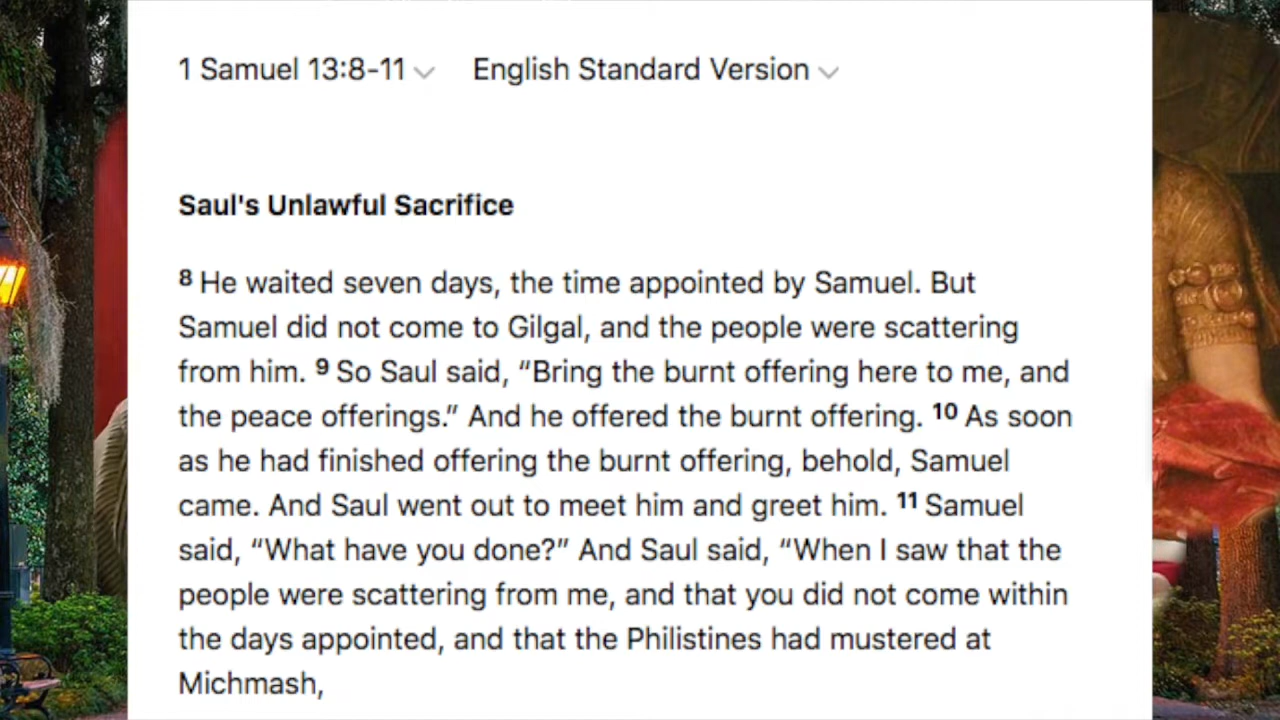 1 Samuel 13:8-11 English Standard Version
Saul's Unlawful Sacrifice
8 He waited seven days, the time appointed by Samuel. But
Samuel did not come to Gilgal, and the people were scattering
from him. 9 So Saul said, “Bring the burnt offering here to me, and
the peace offerings.” And he offered the burnt offering. 10 As soon
as he had finished offering the burnt offering, behold, Samuel
came. And Saul went out to meet him and greet him. 11 Samuel
said, “What have you done?” And Saul said, “When I saw that the
people were scattering from me, and that you did not come within
the days appointed, and that the Philistines had mustered at
Michmash,